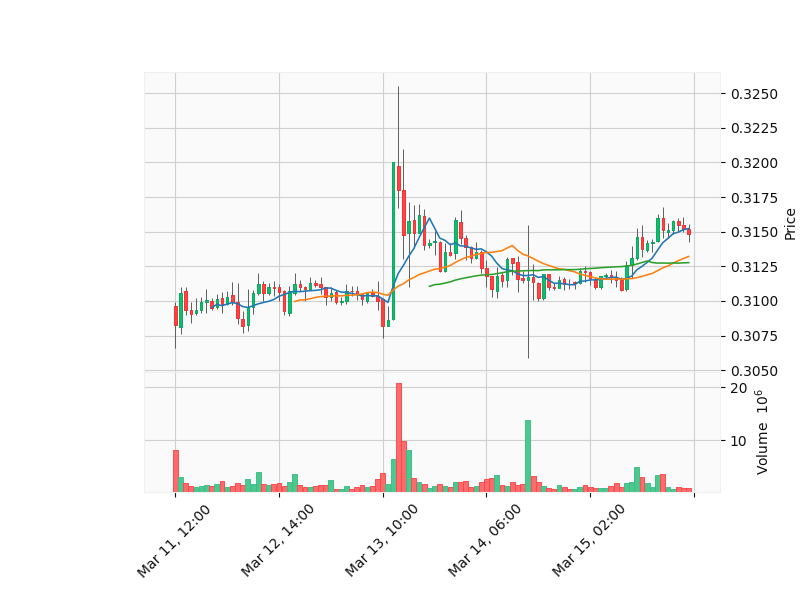 0.3250
0.3225
0.3200
0.3175
0.3150
0.3125
0.3100
0.3075
0.3050
Price
20
10
Volume 10⁶
Mar 11, 12:00
Mar 12, 14:00
Mar 13, 10:00
Mar 14, 06:00
Mar 15, 02:00